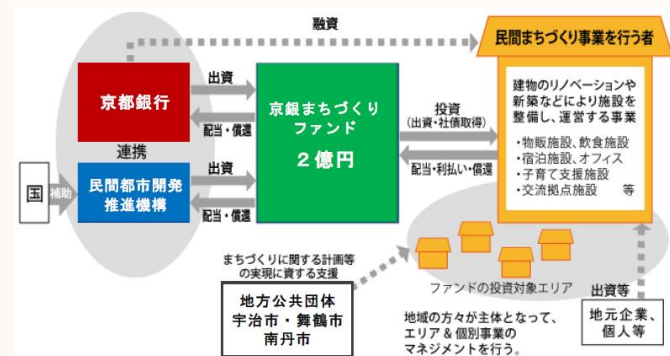 融資
民間まちづくり事業を行う者
京都銀行
出資
配当・償還
連携
国
補助
民間都市開発
推進機構
出資
配当・償還
京銀まちづくり
ファンド
2億円
投資
(出資・社債取得)
配当・利払い・償還
建物のリノベーションや
新築などにより施設を
整備し、運営する事業
・物販施設、飲食施設
・宿泊施設、オフィス
・子育て支援施設
・交流拠点施設 等
まちづくりに関する計画等
の実現に資する支援
地方公共団体
宇治市・舞鶴市
南丹市
ファンドの投資対象エリア
地域の方々が主体となって、
エリア&個別事業の
マネジメントを行う。
出資等
地元企業、
個人等